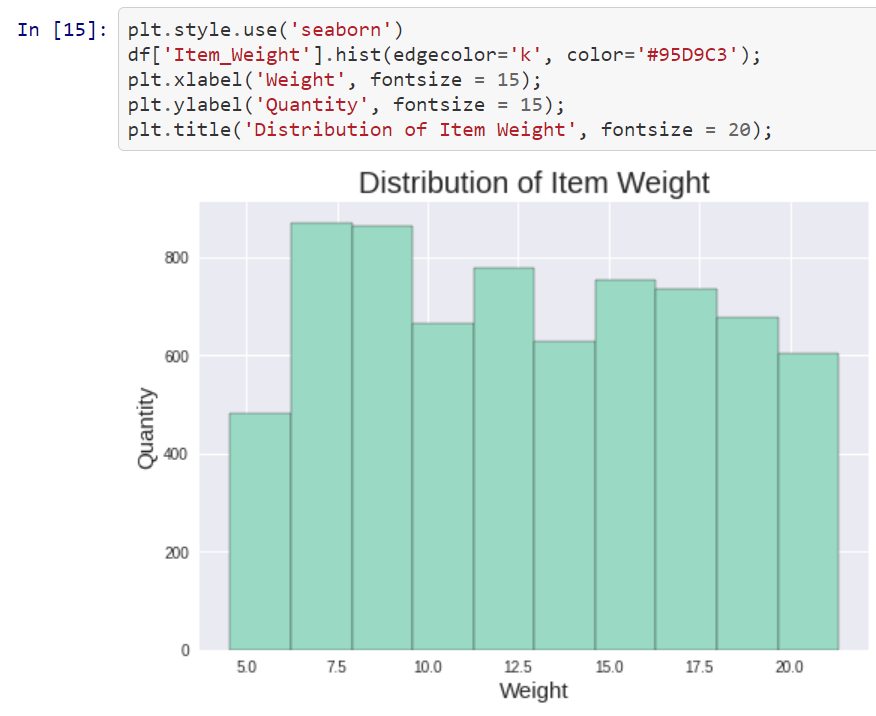 In [15]: plt.style.use('seaborn')
df['Item_Weight'].hist(edgecolor='k', color='#95D9C3');
plt.xlabel('Weight', fontsize = 15);
plt.ylabel('Quantity', fontsize = 15);
plt.title('Distribution of Item Weight', fontsize = 20);
Distribution of Item Weight
800
600
400
200
0
Quantity
5.0 7.5 10.0 12.5 15.0 17.5 20.0
Weight